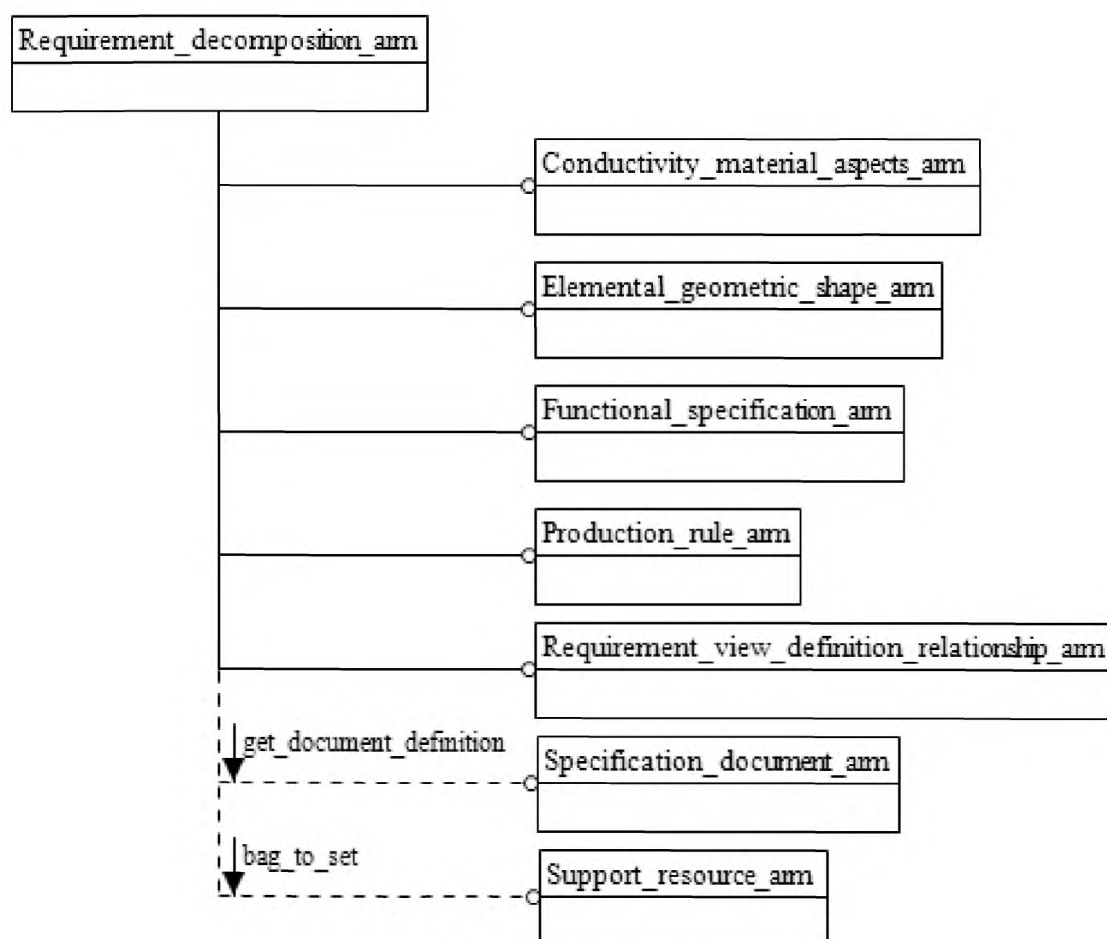 Requirement_decomposition_arm
Conductivity_material_aspects_arm
Elemental_geometric_shape_arm
Functional_specification_arm
Production_rule_arm
Requirement_view_definition_relationship_arm
get_document_definition
Specification_document_arm
bag_to_set
Support_resource_arm